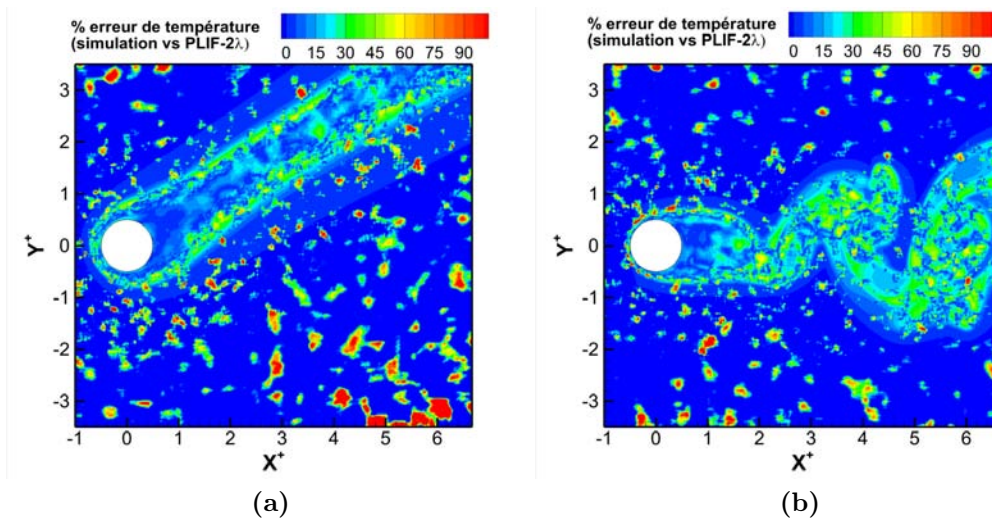 % erreur de température
(simulation vs PLIF-2λ)
0 15 30 45 60 75 90
3
2
1
0
-1
-2
-3
Y+
-1 0 1 2 3 4 5 6
X+
(a)
% erreur de température
(simulation vs PLIF-2λ)
0 15 30 45 60 75 90
3
2
1
0
-1
-2
-3
Y+
-1 0 1 2 3 4 5 6
X+
(b)